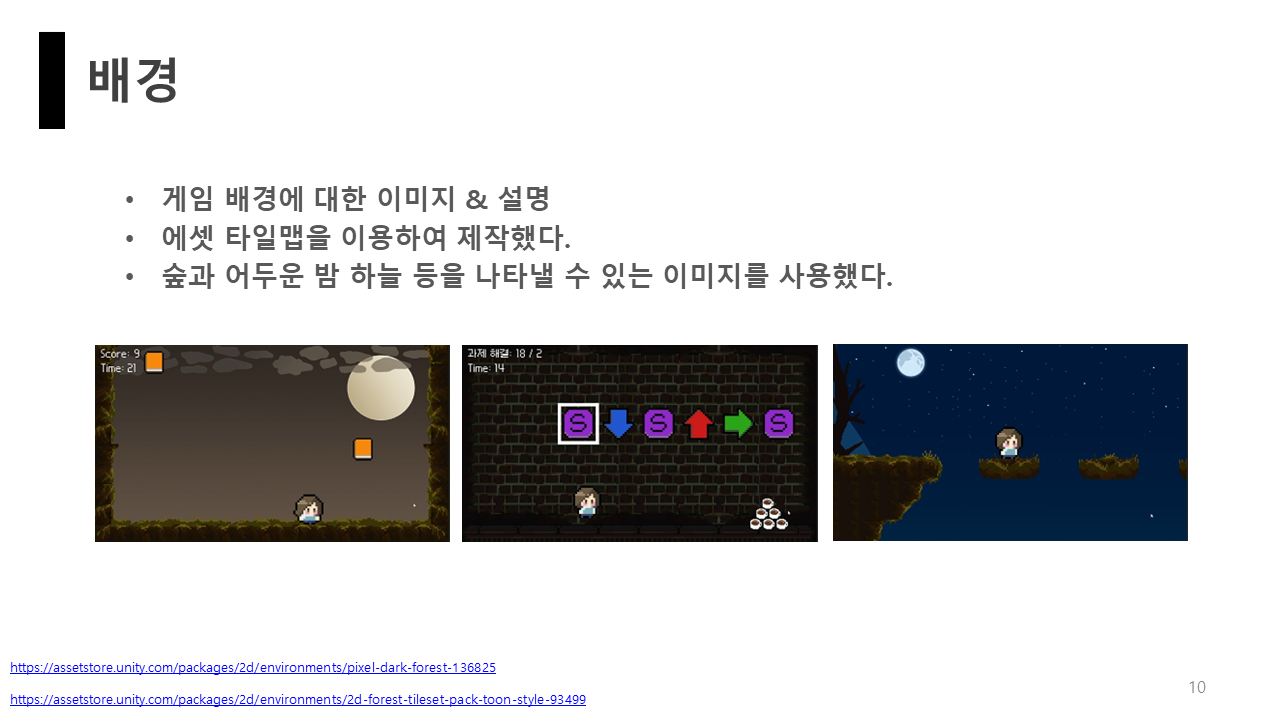 배경
• 게임 배경에 대한 이미지 & 설명
• 에셋 타일맵을 이용하여 제작했다.
• 숲과 어두운 밤 하늘 등을 나타낼 수 있는 이미지를 사용했다.
Score: 9
Time: 21
과제 해결: 18 / 2
Time: 14
S S S
https://assetstore.unity.com/packages/2d/environments/pixel-dark-forest-136825
https://assetstore.unity.com/packages/2d/environments/2d-forest-tileset-pack-toon-style-93499
10